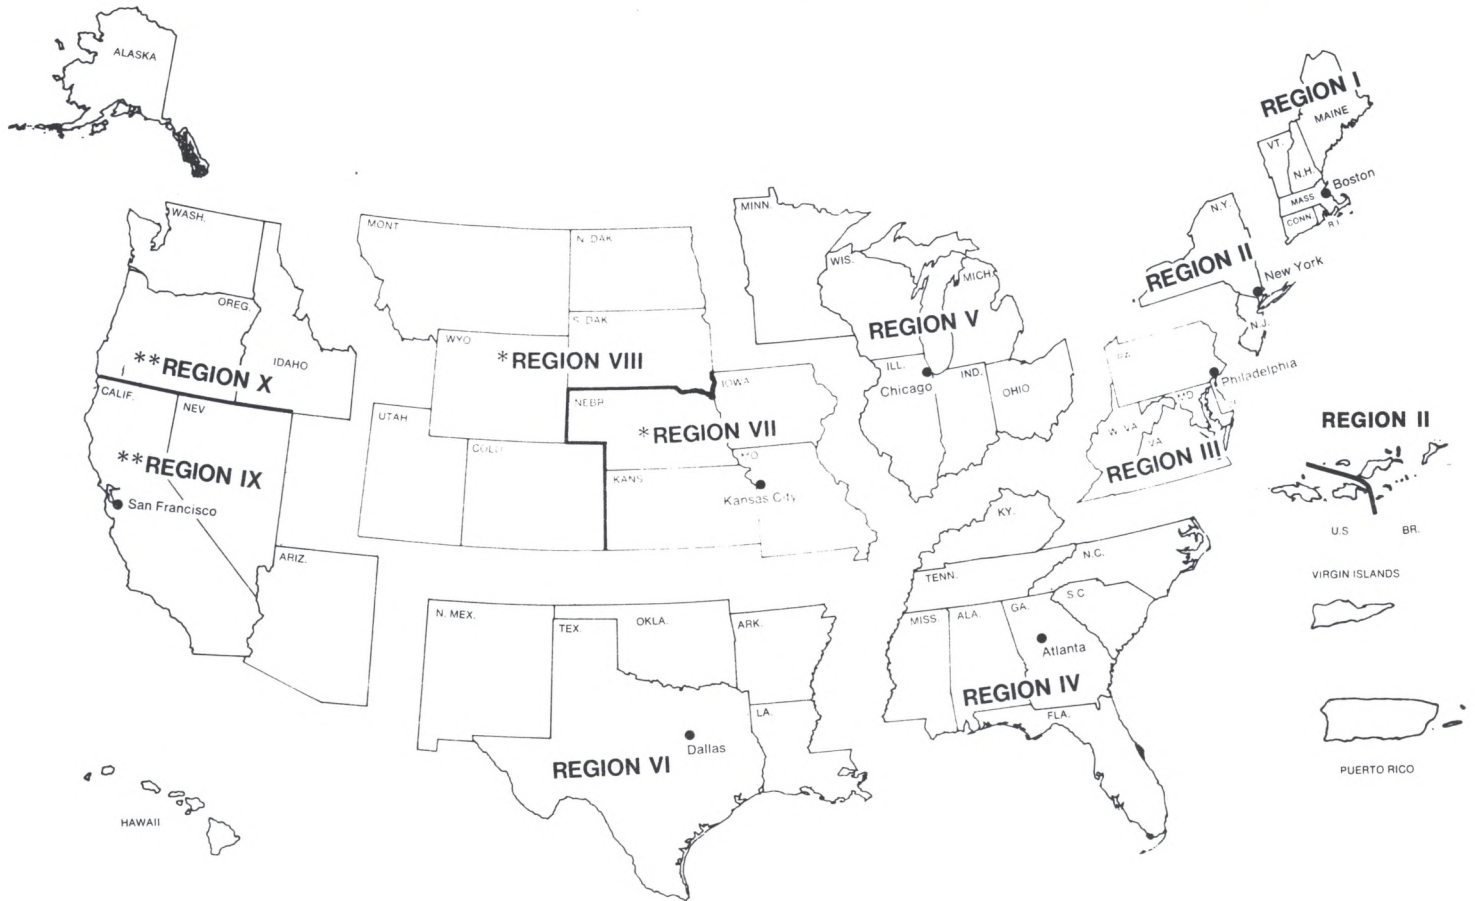 ALASKA
REGION I
MAINE
VT.
N.H.
Boston
MASS.
CONN.
R.I.
WASH.
MONT
N. DAK
MINN.
N.Y.
WIS.
MICH.
REGION II
New York
OREG.
S. DAK
REGION V
N.J.
WYO
**REGION X
IDAHO
*REGION VIII
ILL.
IND.
PA
Philadelphia
Chicago
OHIO
IOWA
CALIF.
NEV.
UTAH
NEBR
MD
REGION II
*REGION VII
W. VA
VA
COLO
MO
REGION III
**REGION IX
KANS
Kansas City
San Francisco
KY.
U.S
BR.
ARIZ.
N.C.
TENN.
VIRGIN ISLANDS
S.C
N. MEX.
TEX.
OKLA.
ARK.
MISS.
ALA.
GA.
Atlanta
REGION IV
LA.
FLA.
Dallas
REGION VI
PUERTO RICO
HAWAII